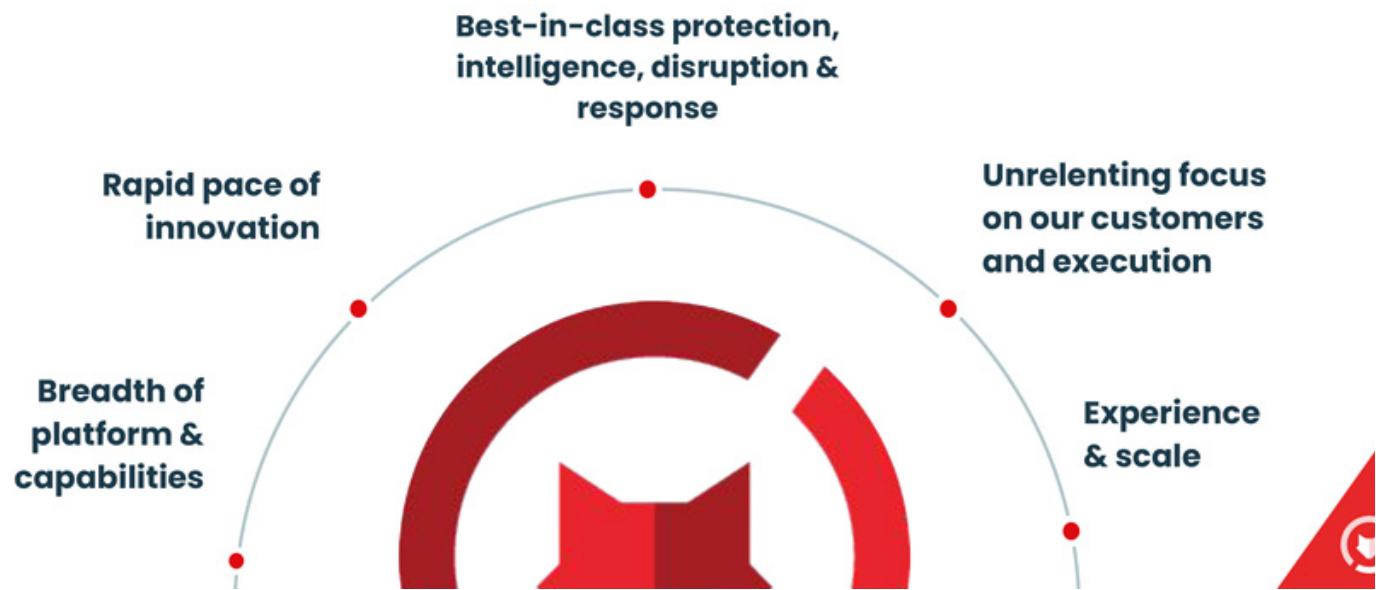 Best-in-class protection,
intelligence, disruption &
response
Rapid pace of
innovation
Unrelenting focus
on our customers
and execution
Breadth of
platform &
capabilities
Experience
& scale